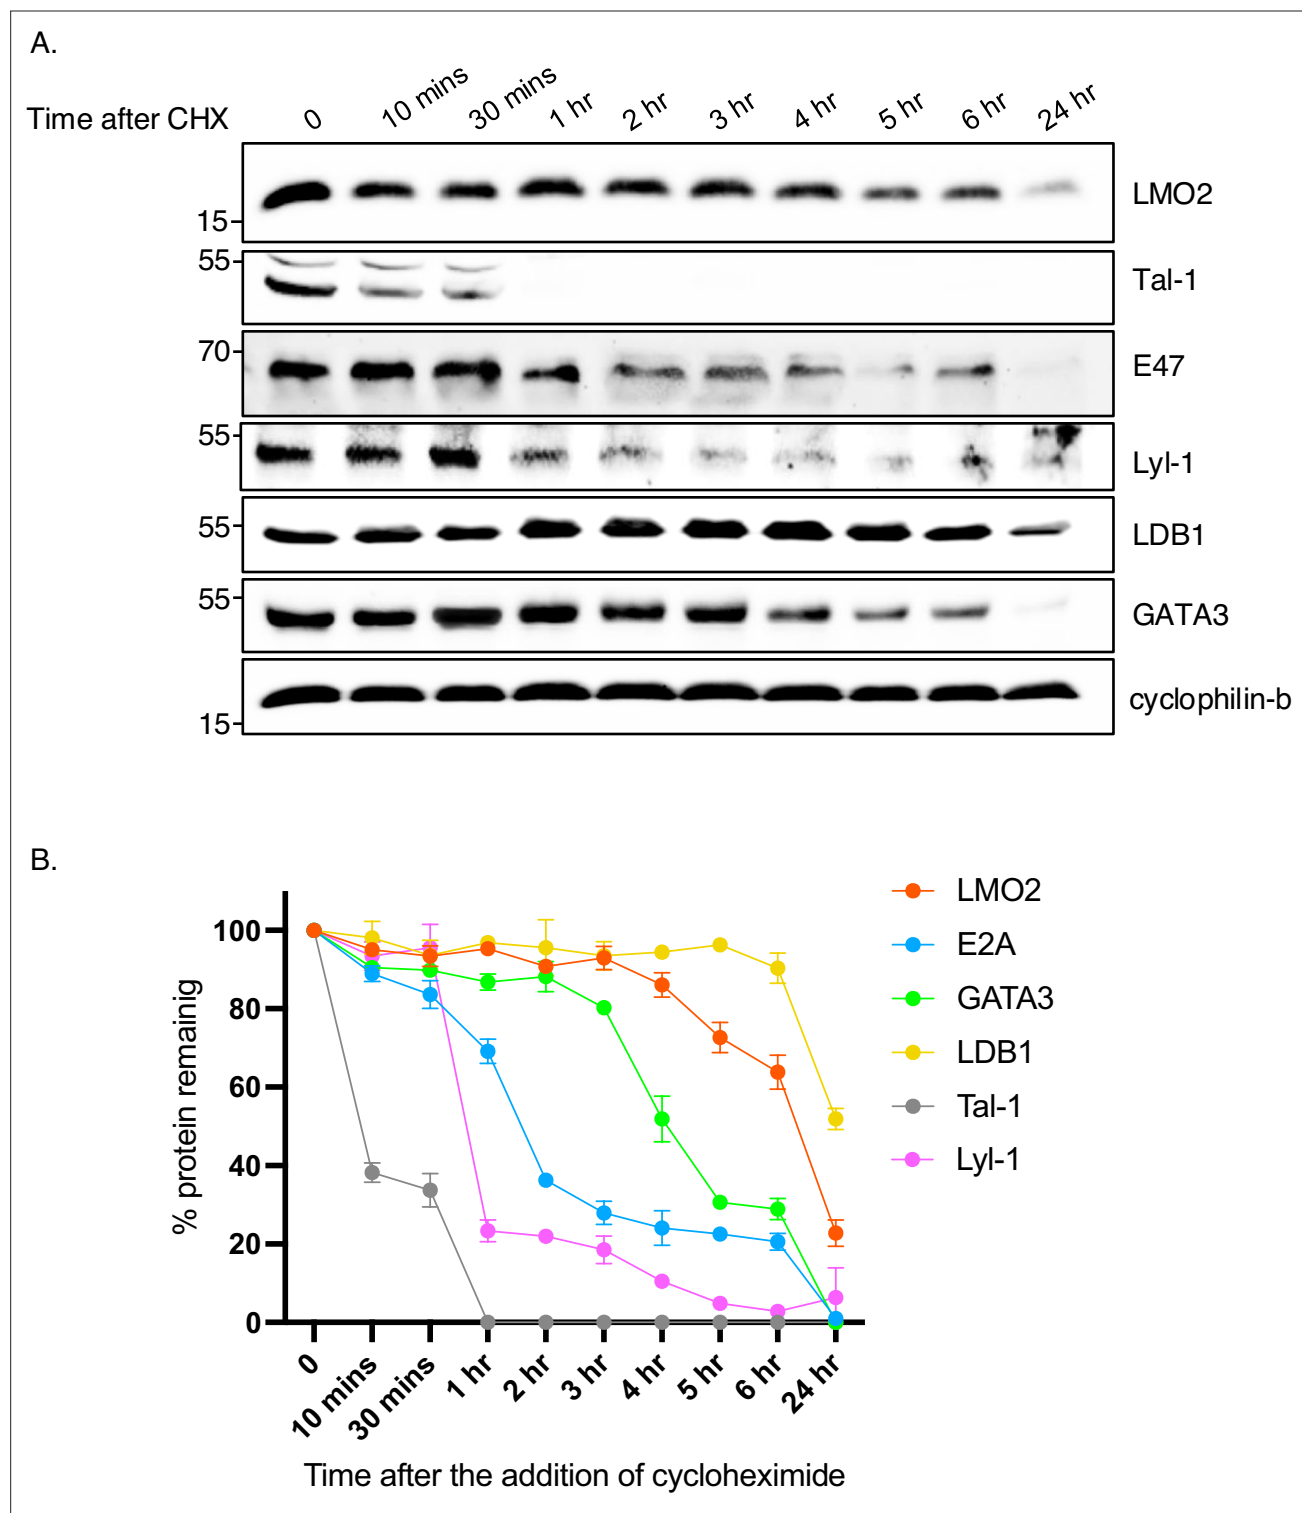 A.
Time after CHX 0 10 mins 30 mins 1 hr 2 hr 3 hr 4 hr 5 hr 6 hr 24 hr
15 LMO2
55 Tal-1
70 E47
55 Lyl-1
55 LDB1
55 GATA3
15 cyclophilin-b
B.
% protein remainig
100
80
60
40
20
0
0 10 mins 30 mins 1 hr 2 hr 3 hr 4 hr 5 hr 6 hr 24 hr
Time after the addition of cycloheximide
LMO2
E2A
GATA3
LDB1
Tal-1
Lyl-1